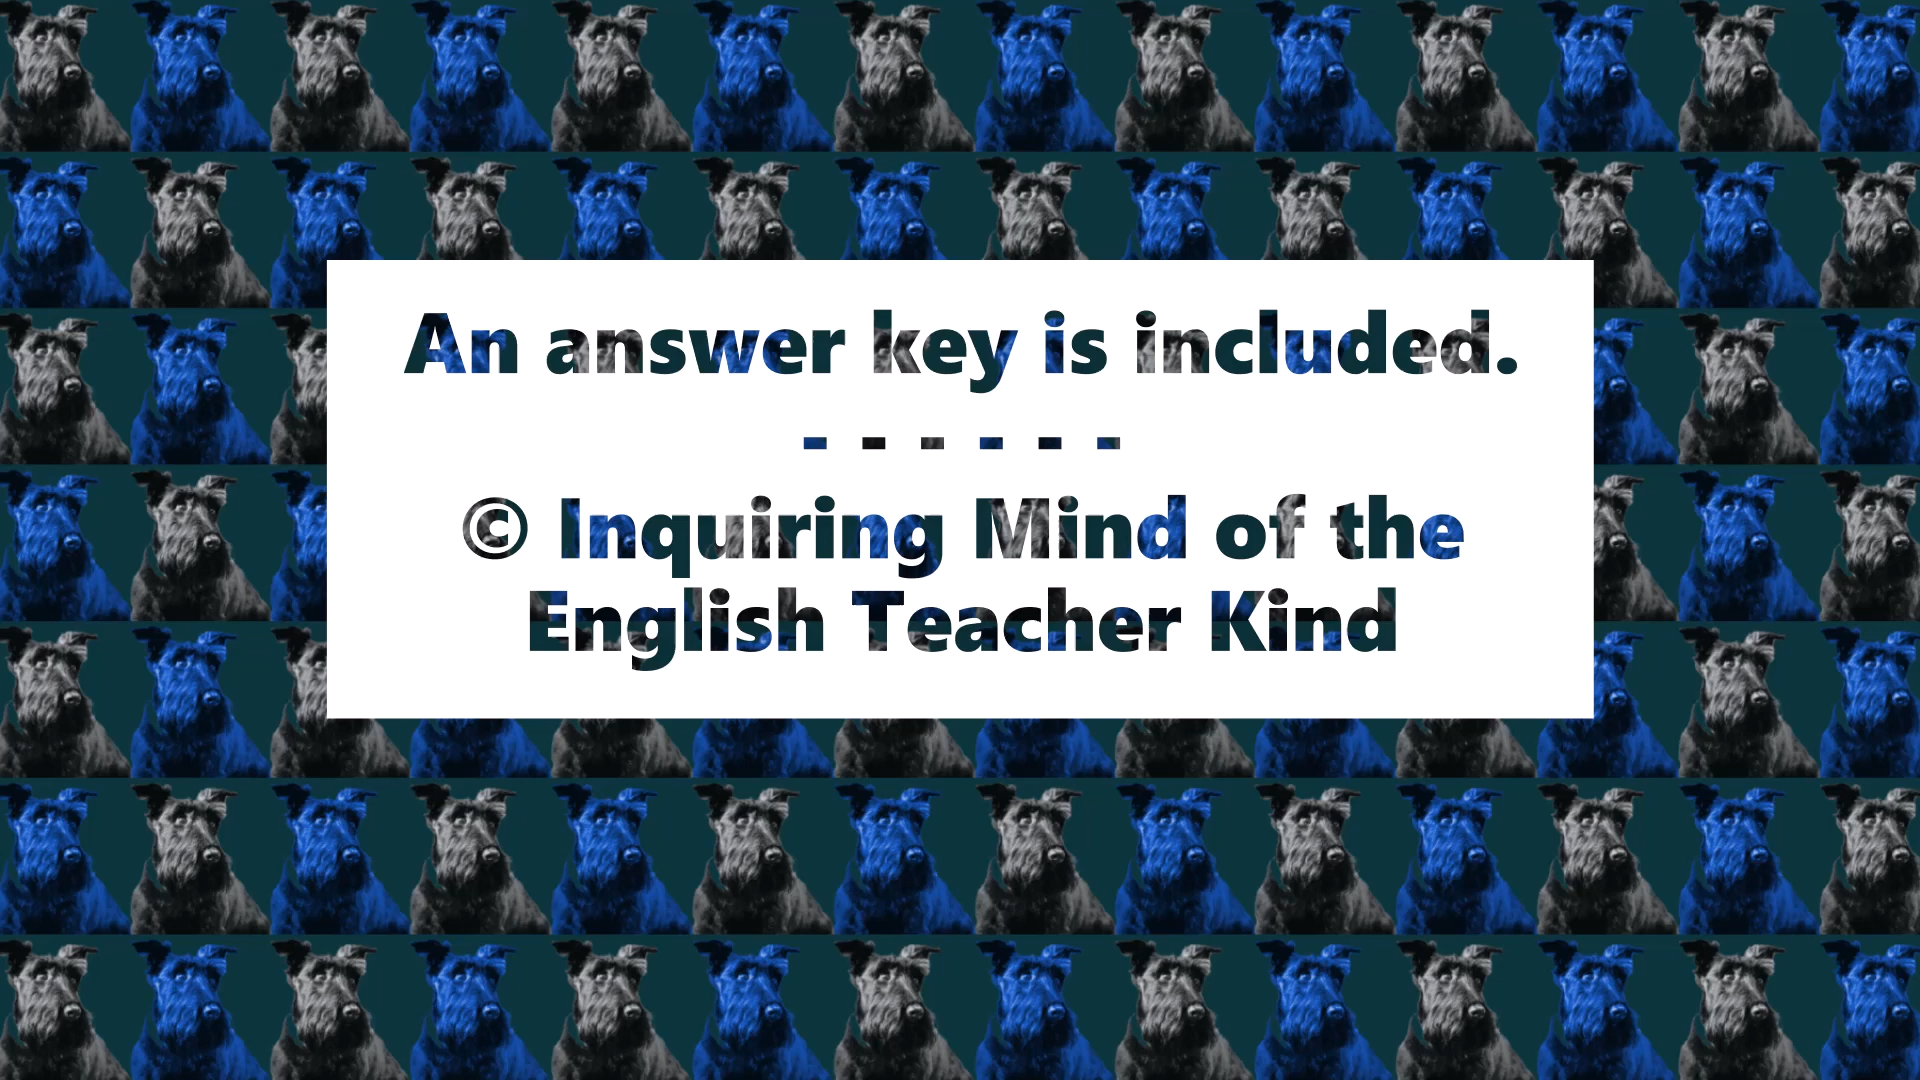 An answer key is included.
- - - - - -
© Inquiring Mind of the
English Teacher Kind